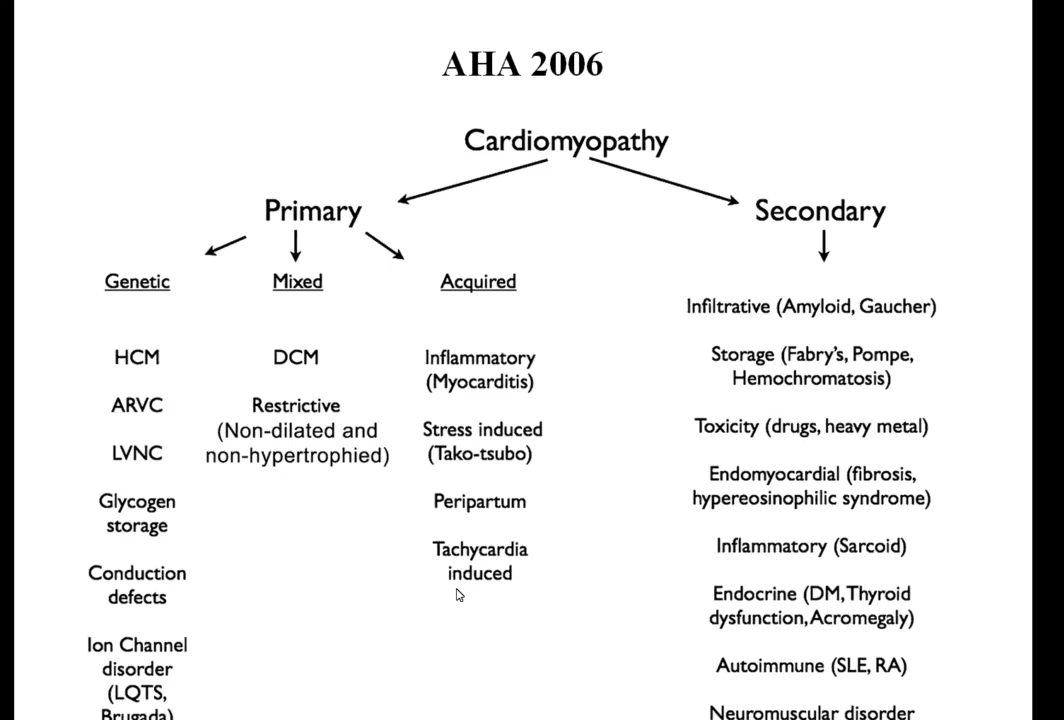 AHA 2006
Cardiomyopathy
Primary
Secondary
Genetic
HCM
ARVC
LVNC
Glycogen
storage
Conduction
defects
Ion Channel
disorder
(LQTS,
Brugada)
Mixed
DCM
Restrictive
(Non-dilated and
non-hypertrophied)
Acquired
Inflammatory
(Myocarditis)
Stress induced
(Tako-tsubo)
Peripartum
Tachycardia
induced
Infiltrative (Amyloid, Gaucher)
Storage (Fabry's, Pompe,
Hemochromatosis)
Toxicity (drugs, heavy metal)
Endomyocardial (fibrosis,
hypereosinophilic syndrome)
Inflammatory (Sarcoid)
Endocrine (DM, Thyroid
dysfunction, Acromegaly)
Autoimmune (SLE, RA)
Neuromuscular disorder